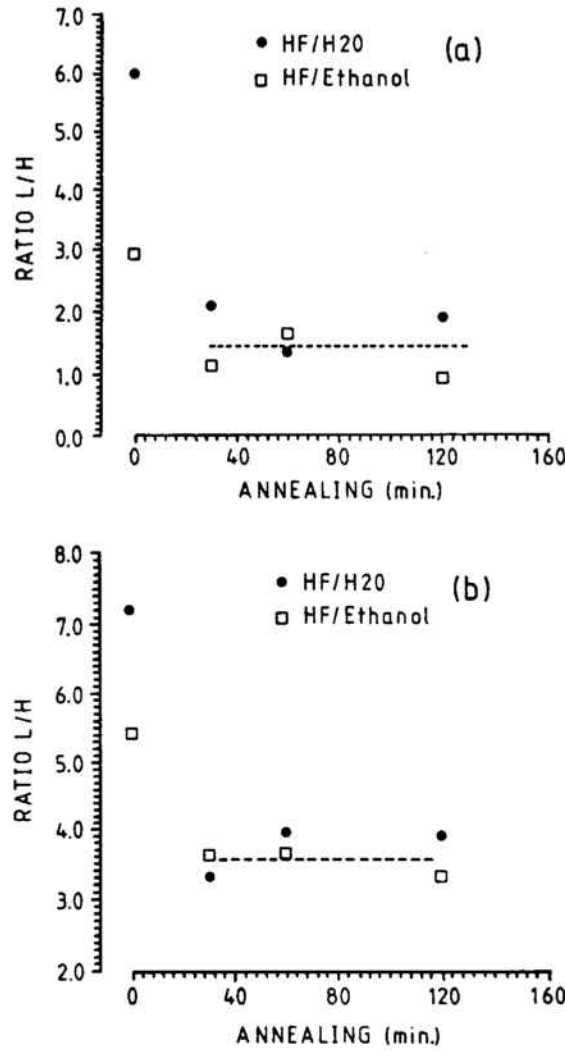 7.0
● HF/H20
(a)
□ HF/Ethanol
6.0
5.0
4.0
3.0
2.0
1.0
0.0
RATIO L/H
0 40 80 120 160
ANNEALING (min.)
8.0
● HF/H20
(b)
□ HF/Ethanol
7.0
6.0
5.0
4.0
3.0
2.0
RATIO L/H
0 40 80 120 160
ANNEALING (min.)